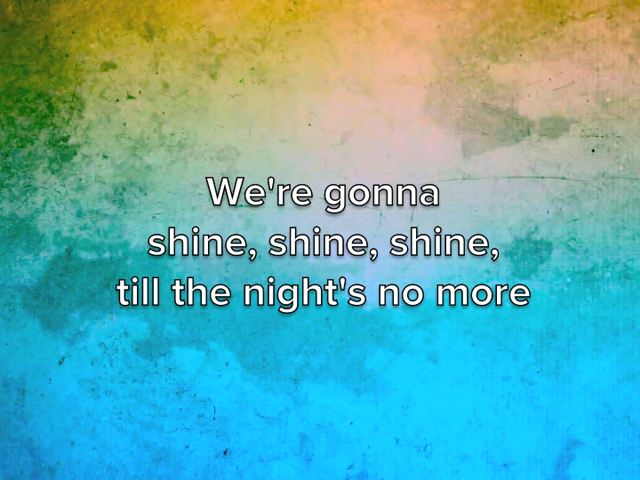 We're gonna
shine, shine, shine,
till the night's no more